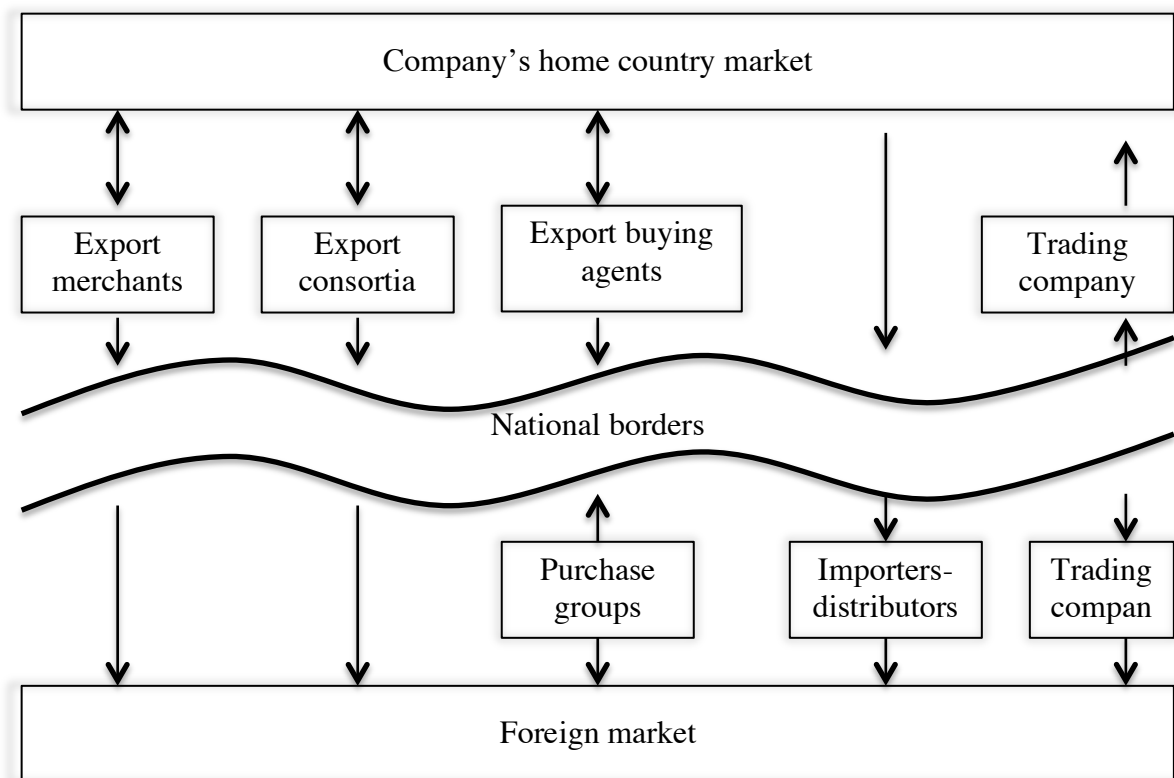 Company’s home country market
Export
merchants
Export
consortia
Export buying
agents
Trading
company
National borders
Purchase
groups
Importers-
distributors
Trading
compan
Foreign market